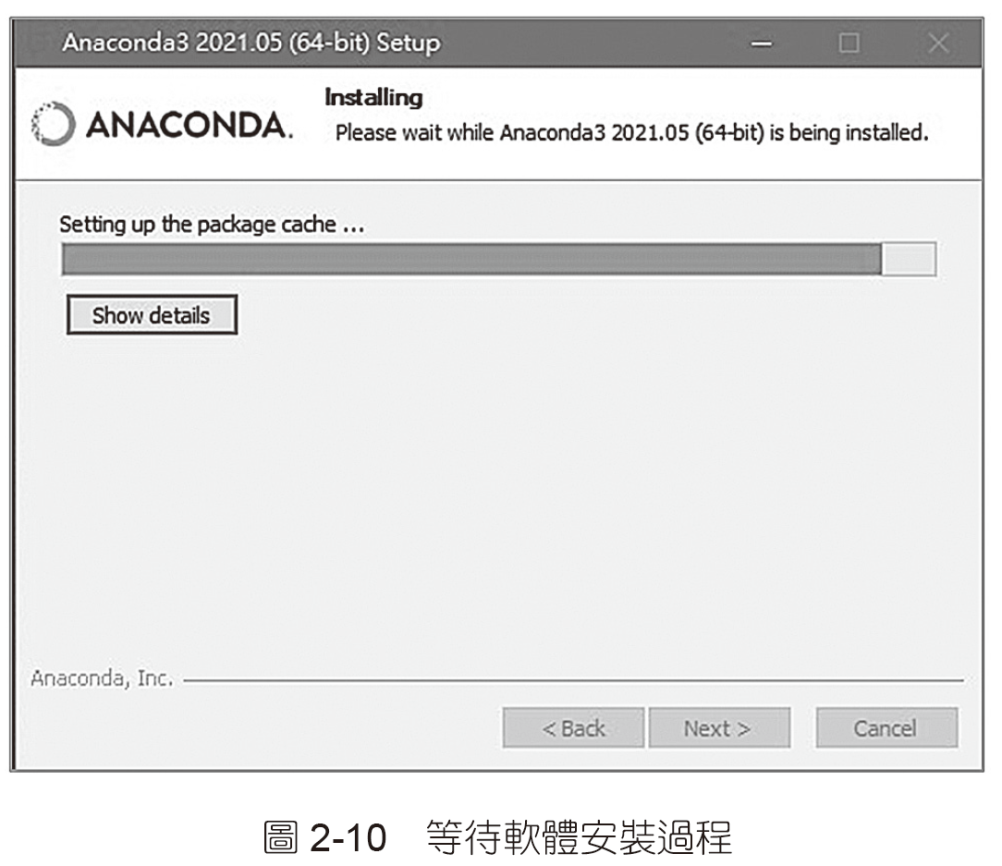 Anaconda3 2021.05 (64-bit) Setup
ANACONDA.
Installing
Please wait while Anaconda3 2021.05 (64-bit) is being installed.
Setting up the package cache ...
Show details
Anaconda, Inc.
< Back
Next >
Cancel
圖 2-10 等待軟體安裝過程